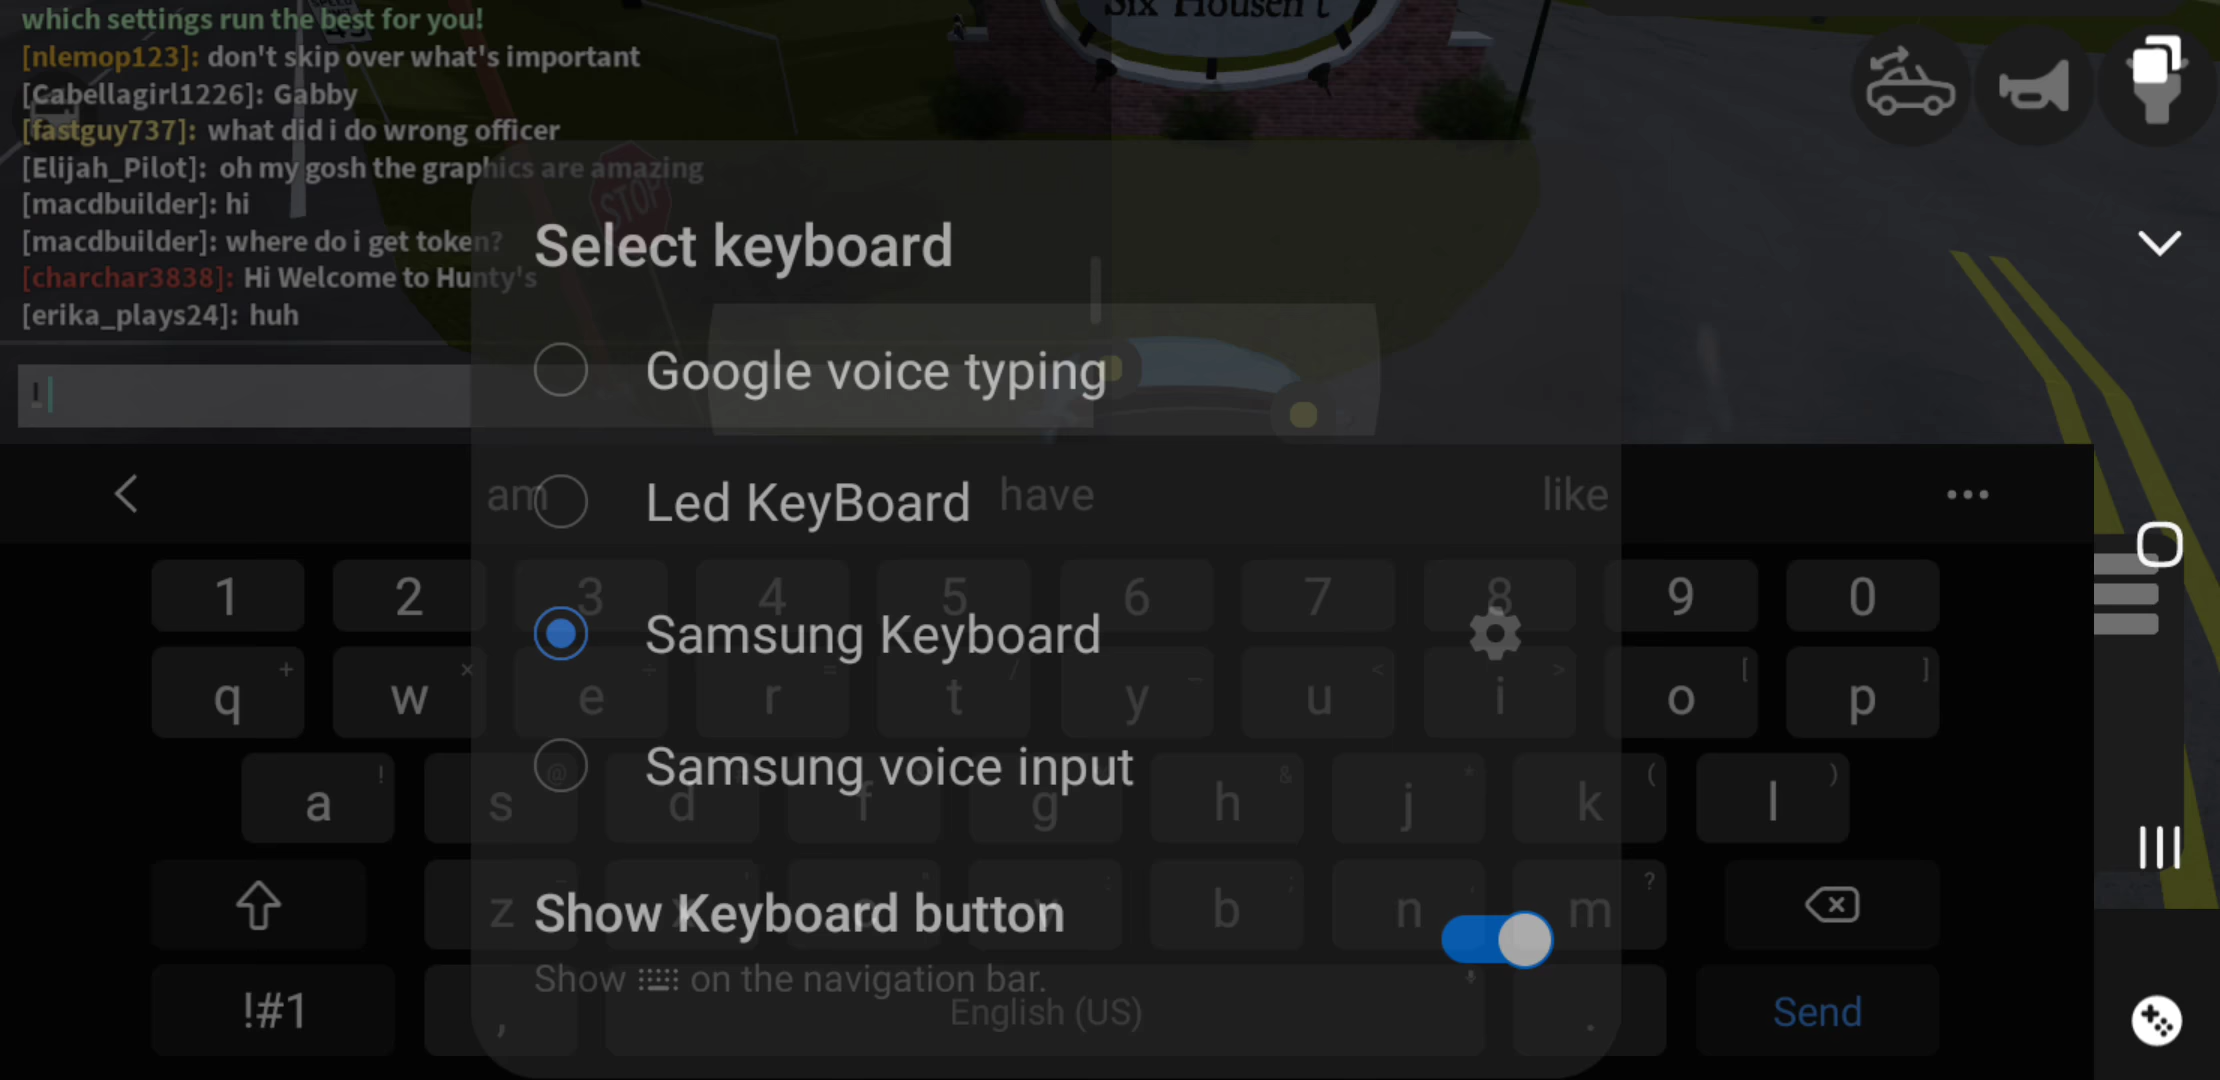 Six Housen't
which settings run the best for you!
[nlemop123]: don't skip over what's important
[Cabellagirl1226]: Gabby
[fastguy737]: what did i do wrong officer
[Elijah_Pilot]: oh my gosh the graphics are amazing
[macdbuilder]: hi
[macdbuilder]: where do i get token?
[charchar3838]: Hi Welcome to Hunty's
[erika_plays24]: huh
STOP
Select keyboard
Google voice typing
Led KeyBoard
Samsung Keyboard
Samsung voice input
Show Keyboard button
Show on the navigation bar.
I
am have like
1 2 3 4 5 6 7 8 9 0
+ × ÷ = / _ < > [ ]
q w e r t y u i o p
! @ & * ( )
a s d f g h j k l
- ' " : ; , ?
z x c v b n m
!#1 , English (US) . Send